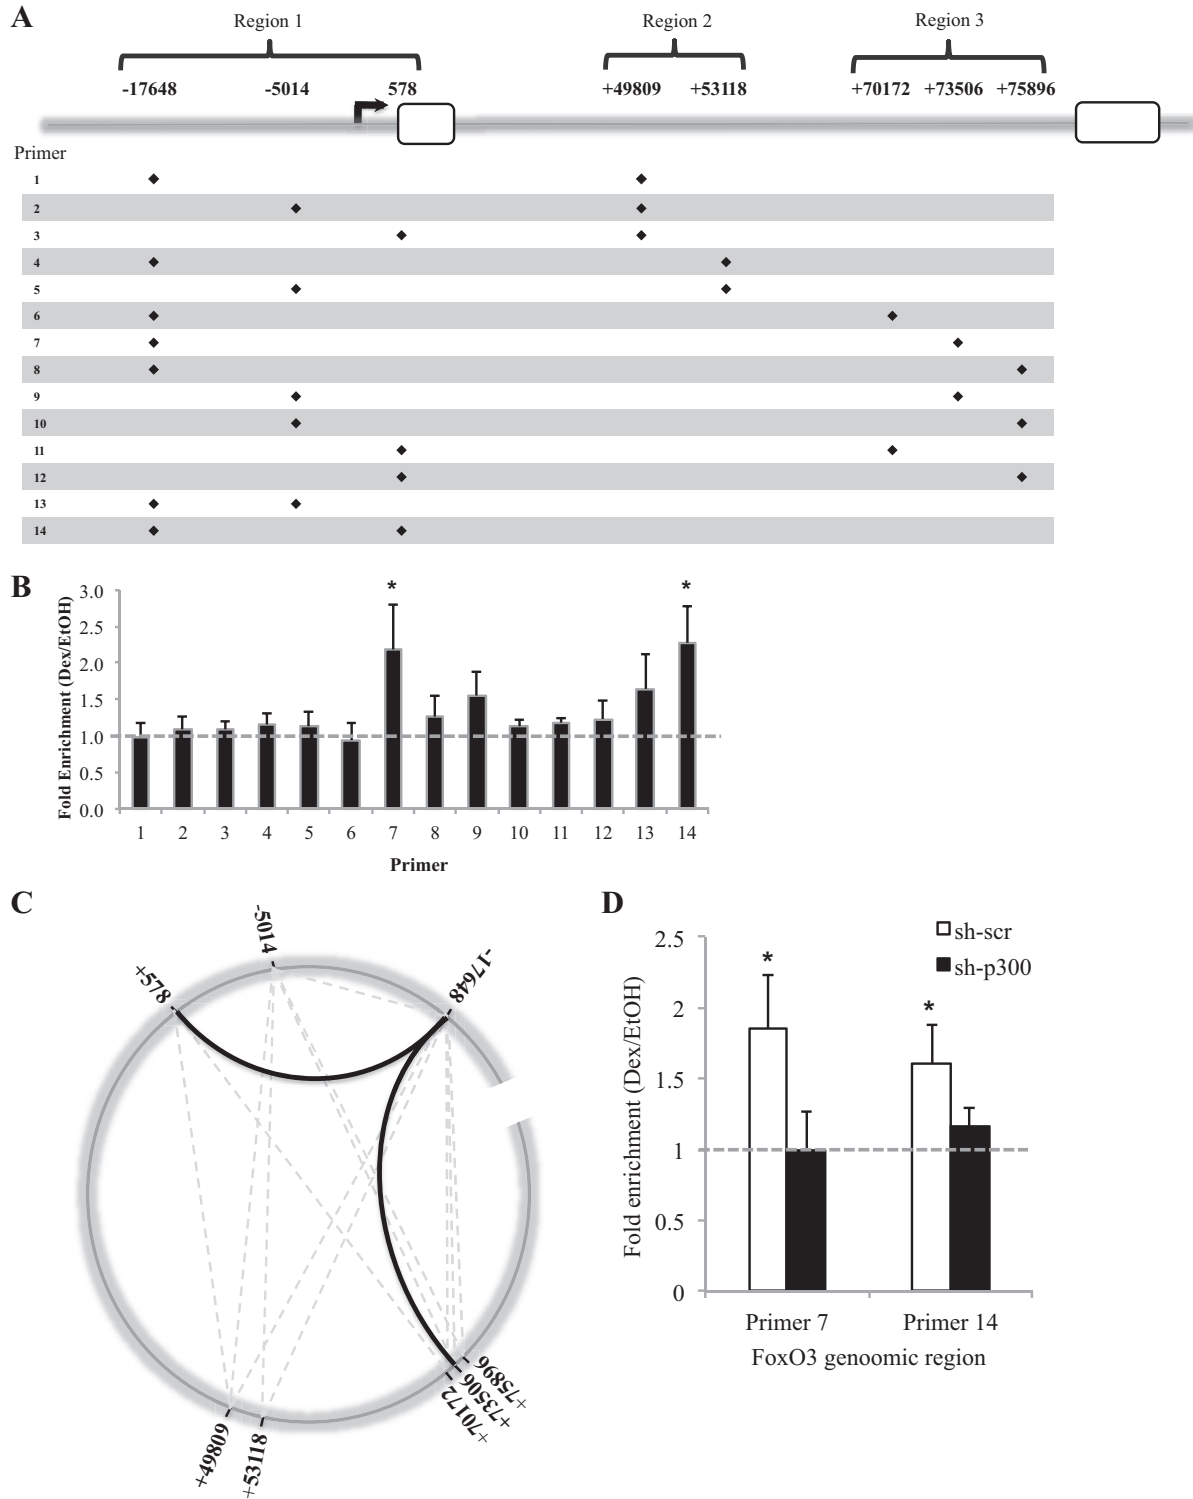 A
Region 1
Region 2
Region 3
-17648
-5014
578
+49809
+53118
+70172
+73506
+75896
Primer
1
2
3
4
5
6
7
8
9
10
11
12
13
14
B
Fold Enrichment (Dex/EtOH)
3.0
2.5
2.0
1.5
1.0
0.5
0.0
*
*
1 2 3 4 5 6 7 8 9 10 11 12 13 14
Primer
C
+578
-5014
-17648
+49809
+53118
+70172
+73506
+75896
D
Fold enrichment (Dex/EtOH)
2.5
2
1.5
1
0.5
0
sh-scr
sh-p300
*
*
Primer 7
Primer 14
FoxO3 genoomic region